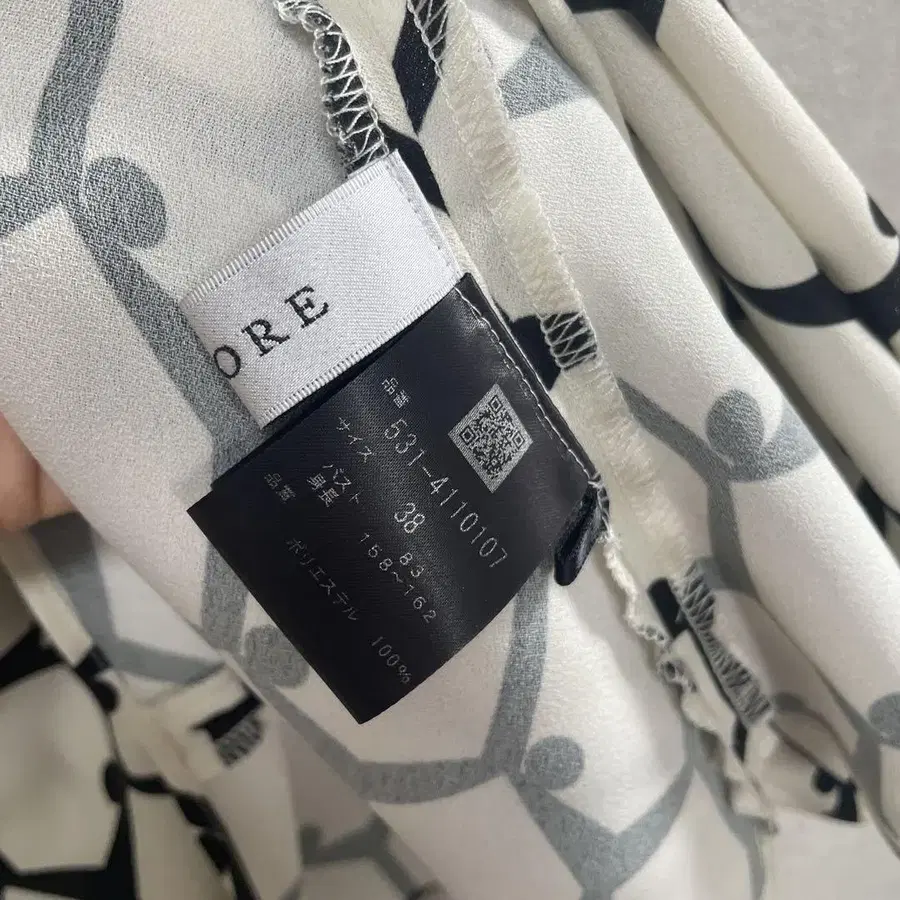 ORE
品番 531-4110107
サイズ 38
バスト 83
身長 158～162
品質 ポリエステル 100%